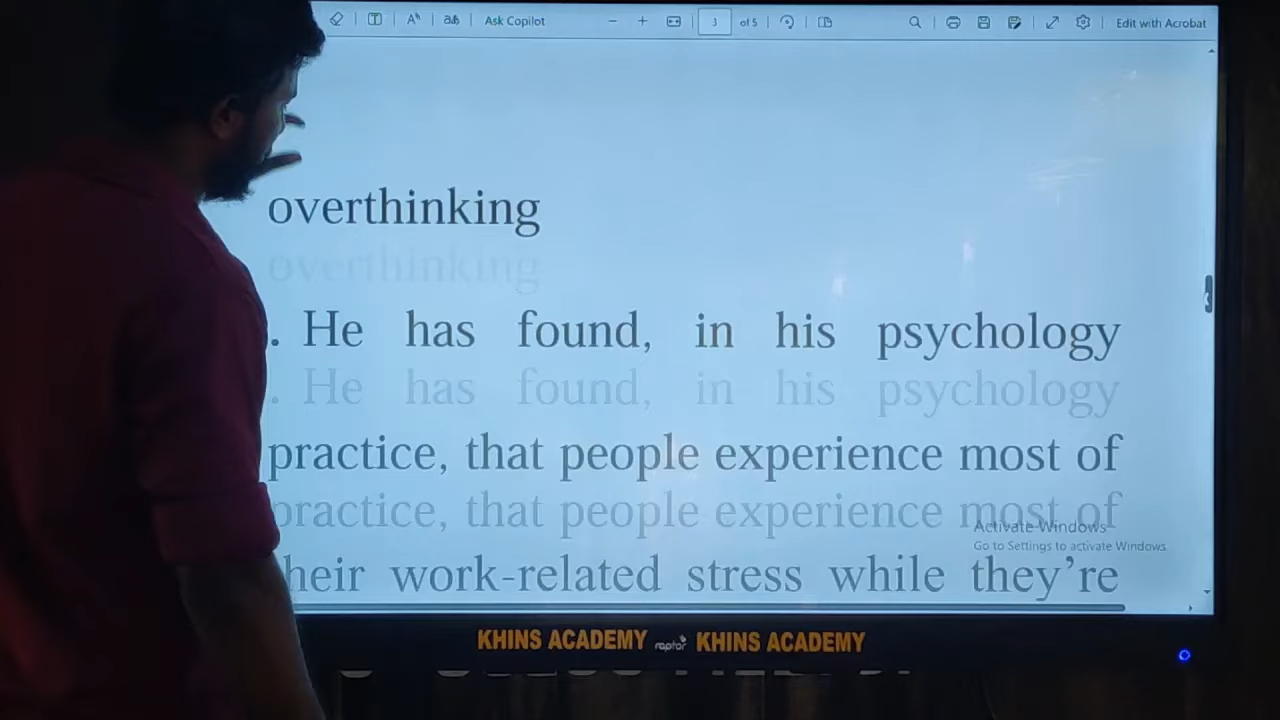 Ask Copilot 3 of 5 Edit with Acrobat
overthinking
overthinking
. He has found, in his psychology
. He has found, in his psychology
practice, that people experience most of
practice, that people experience most of
Activate Windows
Go to Settings to activate Windows
heir work-related stress while they're
KHINS ACADEMY raptor KHINS ACADEMY